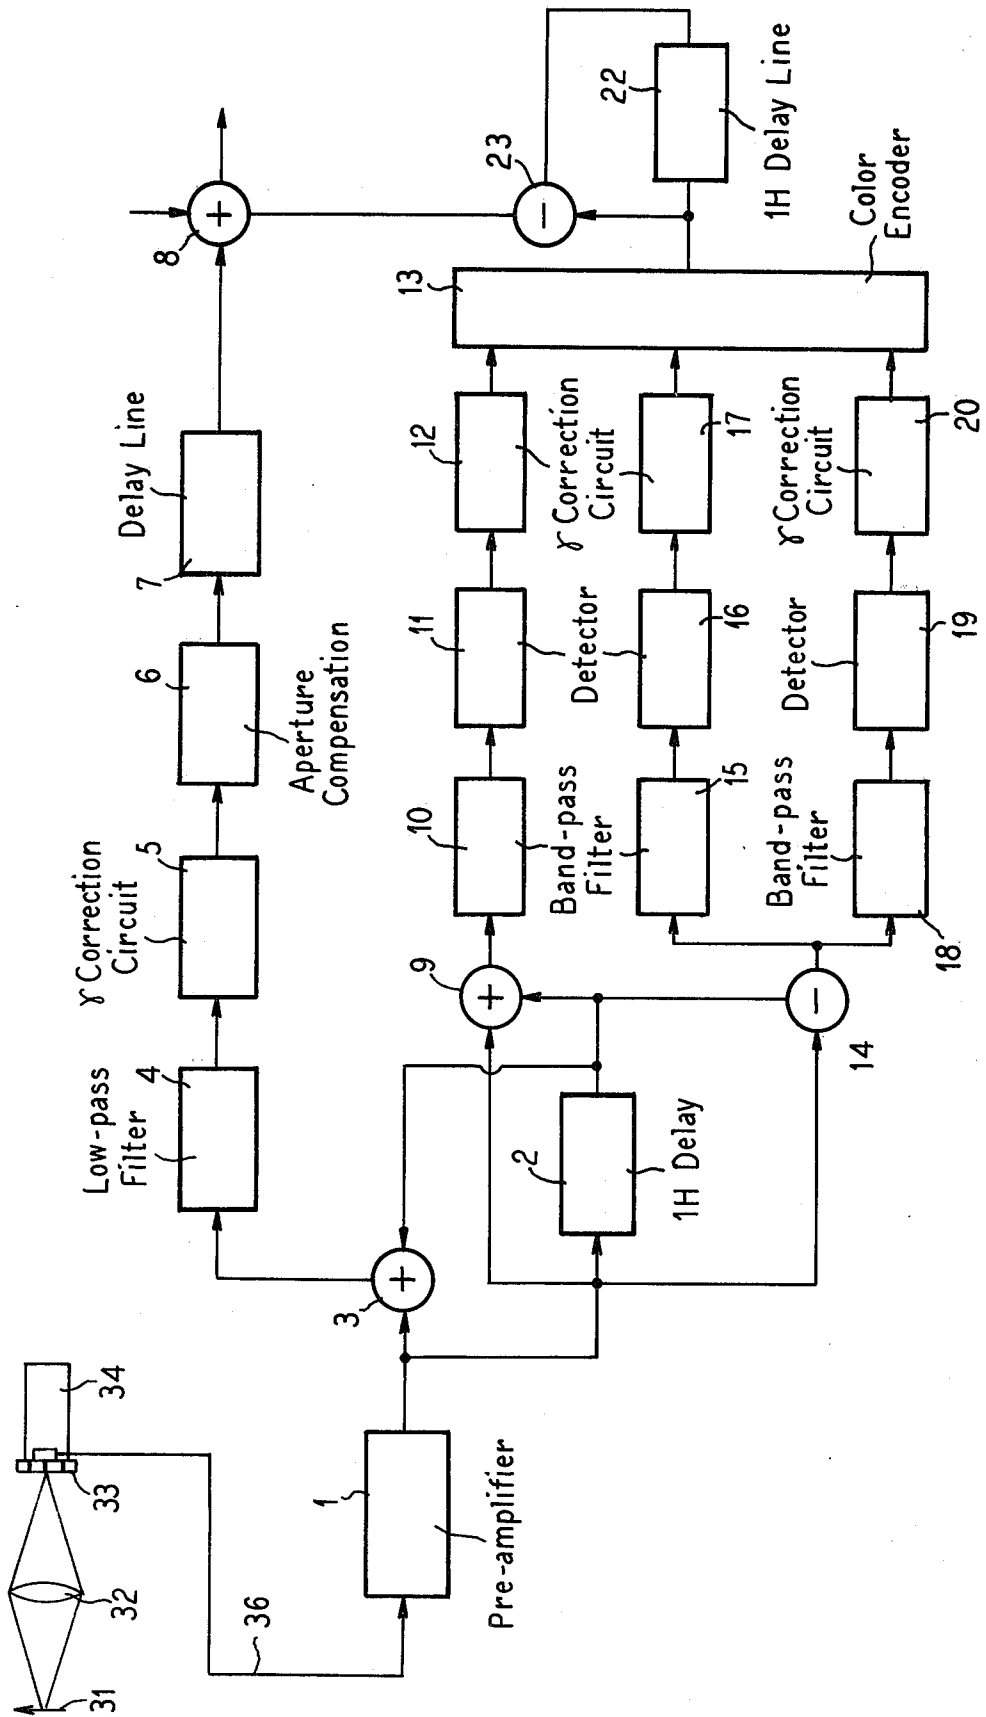 31
32
33
34
36
1
Pre-amplifier
3
Low-pass
Filter
4
γ Correction
Circuit
5
6
Aperture
Compensation
Delay Line
7
8
+
+
2
1H Delay
9
+
14
−
10
Band-pass
Filter
15
Band-pass
Filter
18
11
Detector
16
Detector
19
12
γ Correction
Circuit
17
γ Correction
Circuit
20
13
Color
Encoder
23
−
22
1H Delay Line